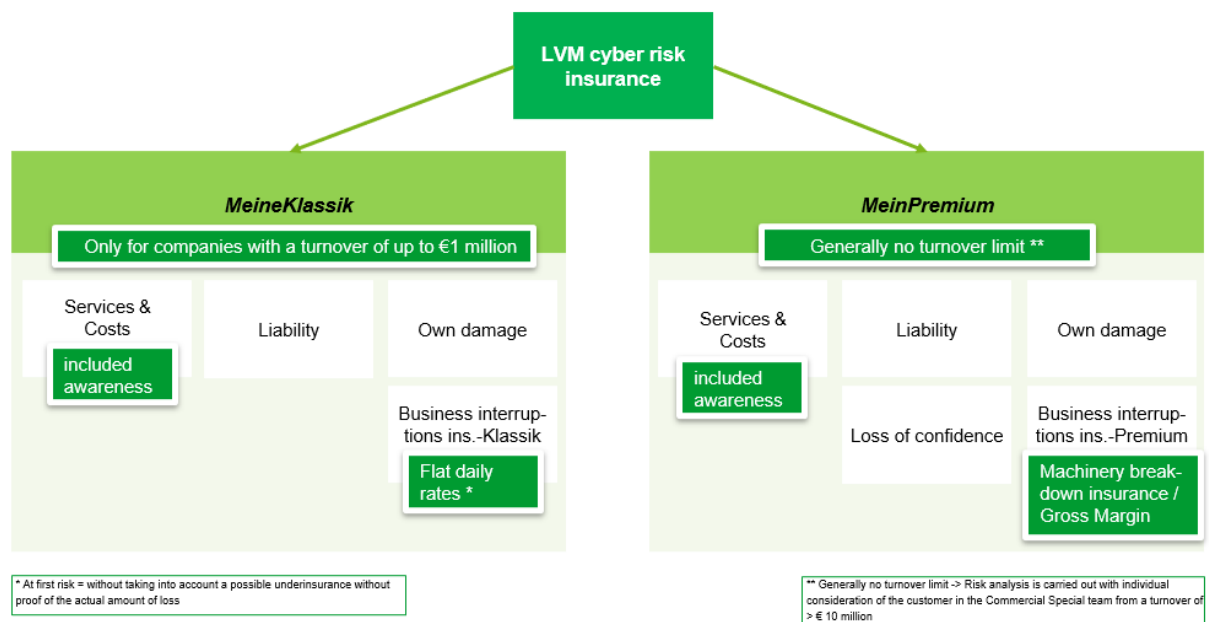 LVM cyber risk
insurance
MeineKlassik
Only for companies with a turnover of up to €1 million
Services &
Costs
included
awareness
Liability
Own damage
Business interrup-
tions ins.-Klassik
Flat daily
rates *
MeinPremium
Generally no turnover limit **
Services &
Costs
included
awareness
Liability
Own damage
Loss of confidence
Business interrup-
tions ins.-Premium
Machinery break-
down insurance /
Gross Margin
* At first risk = without taking into account a possible underinsurance without
proof of the actual amount of loss
** Generally no turnover limit -> Risk analysis is carried out with individual
consideration of the customer in the Commercial Special team from a turnover of
> € 10 million